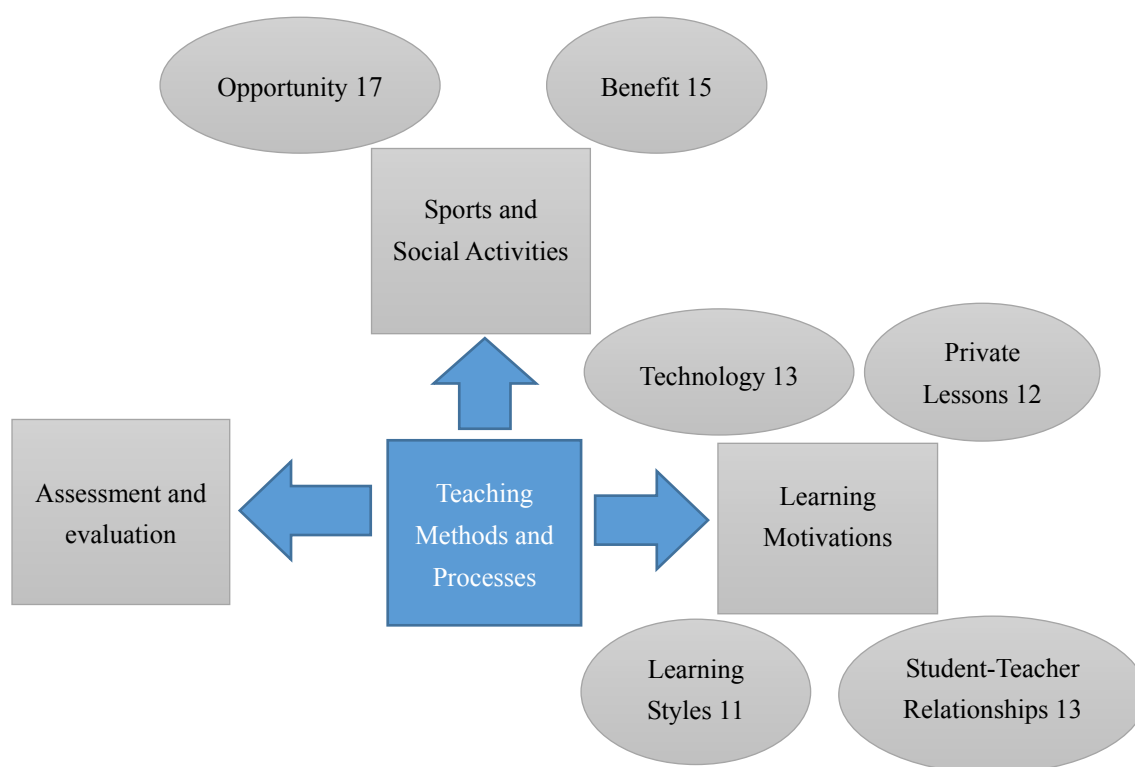 Opportunity 17
Benefit 15
Sports and
Social Activities
Technology 13
Private
Lessons 12
Assessment and
evaluation
Teaching
Methods and
Processes
Learning
Motivations
Learning
Styles 11
Student-Teacher
Relationships 13